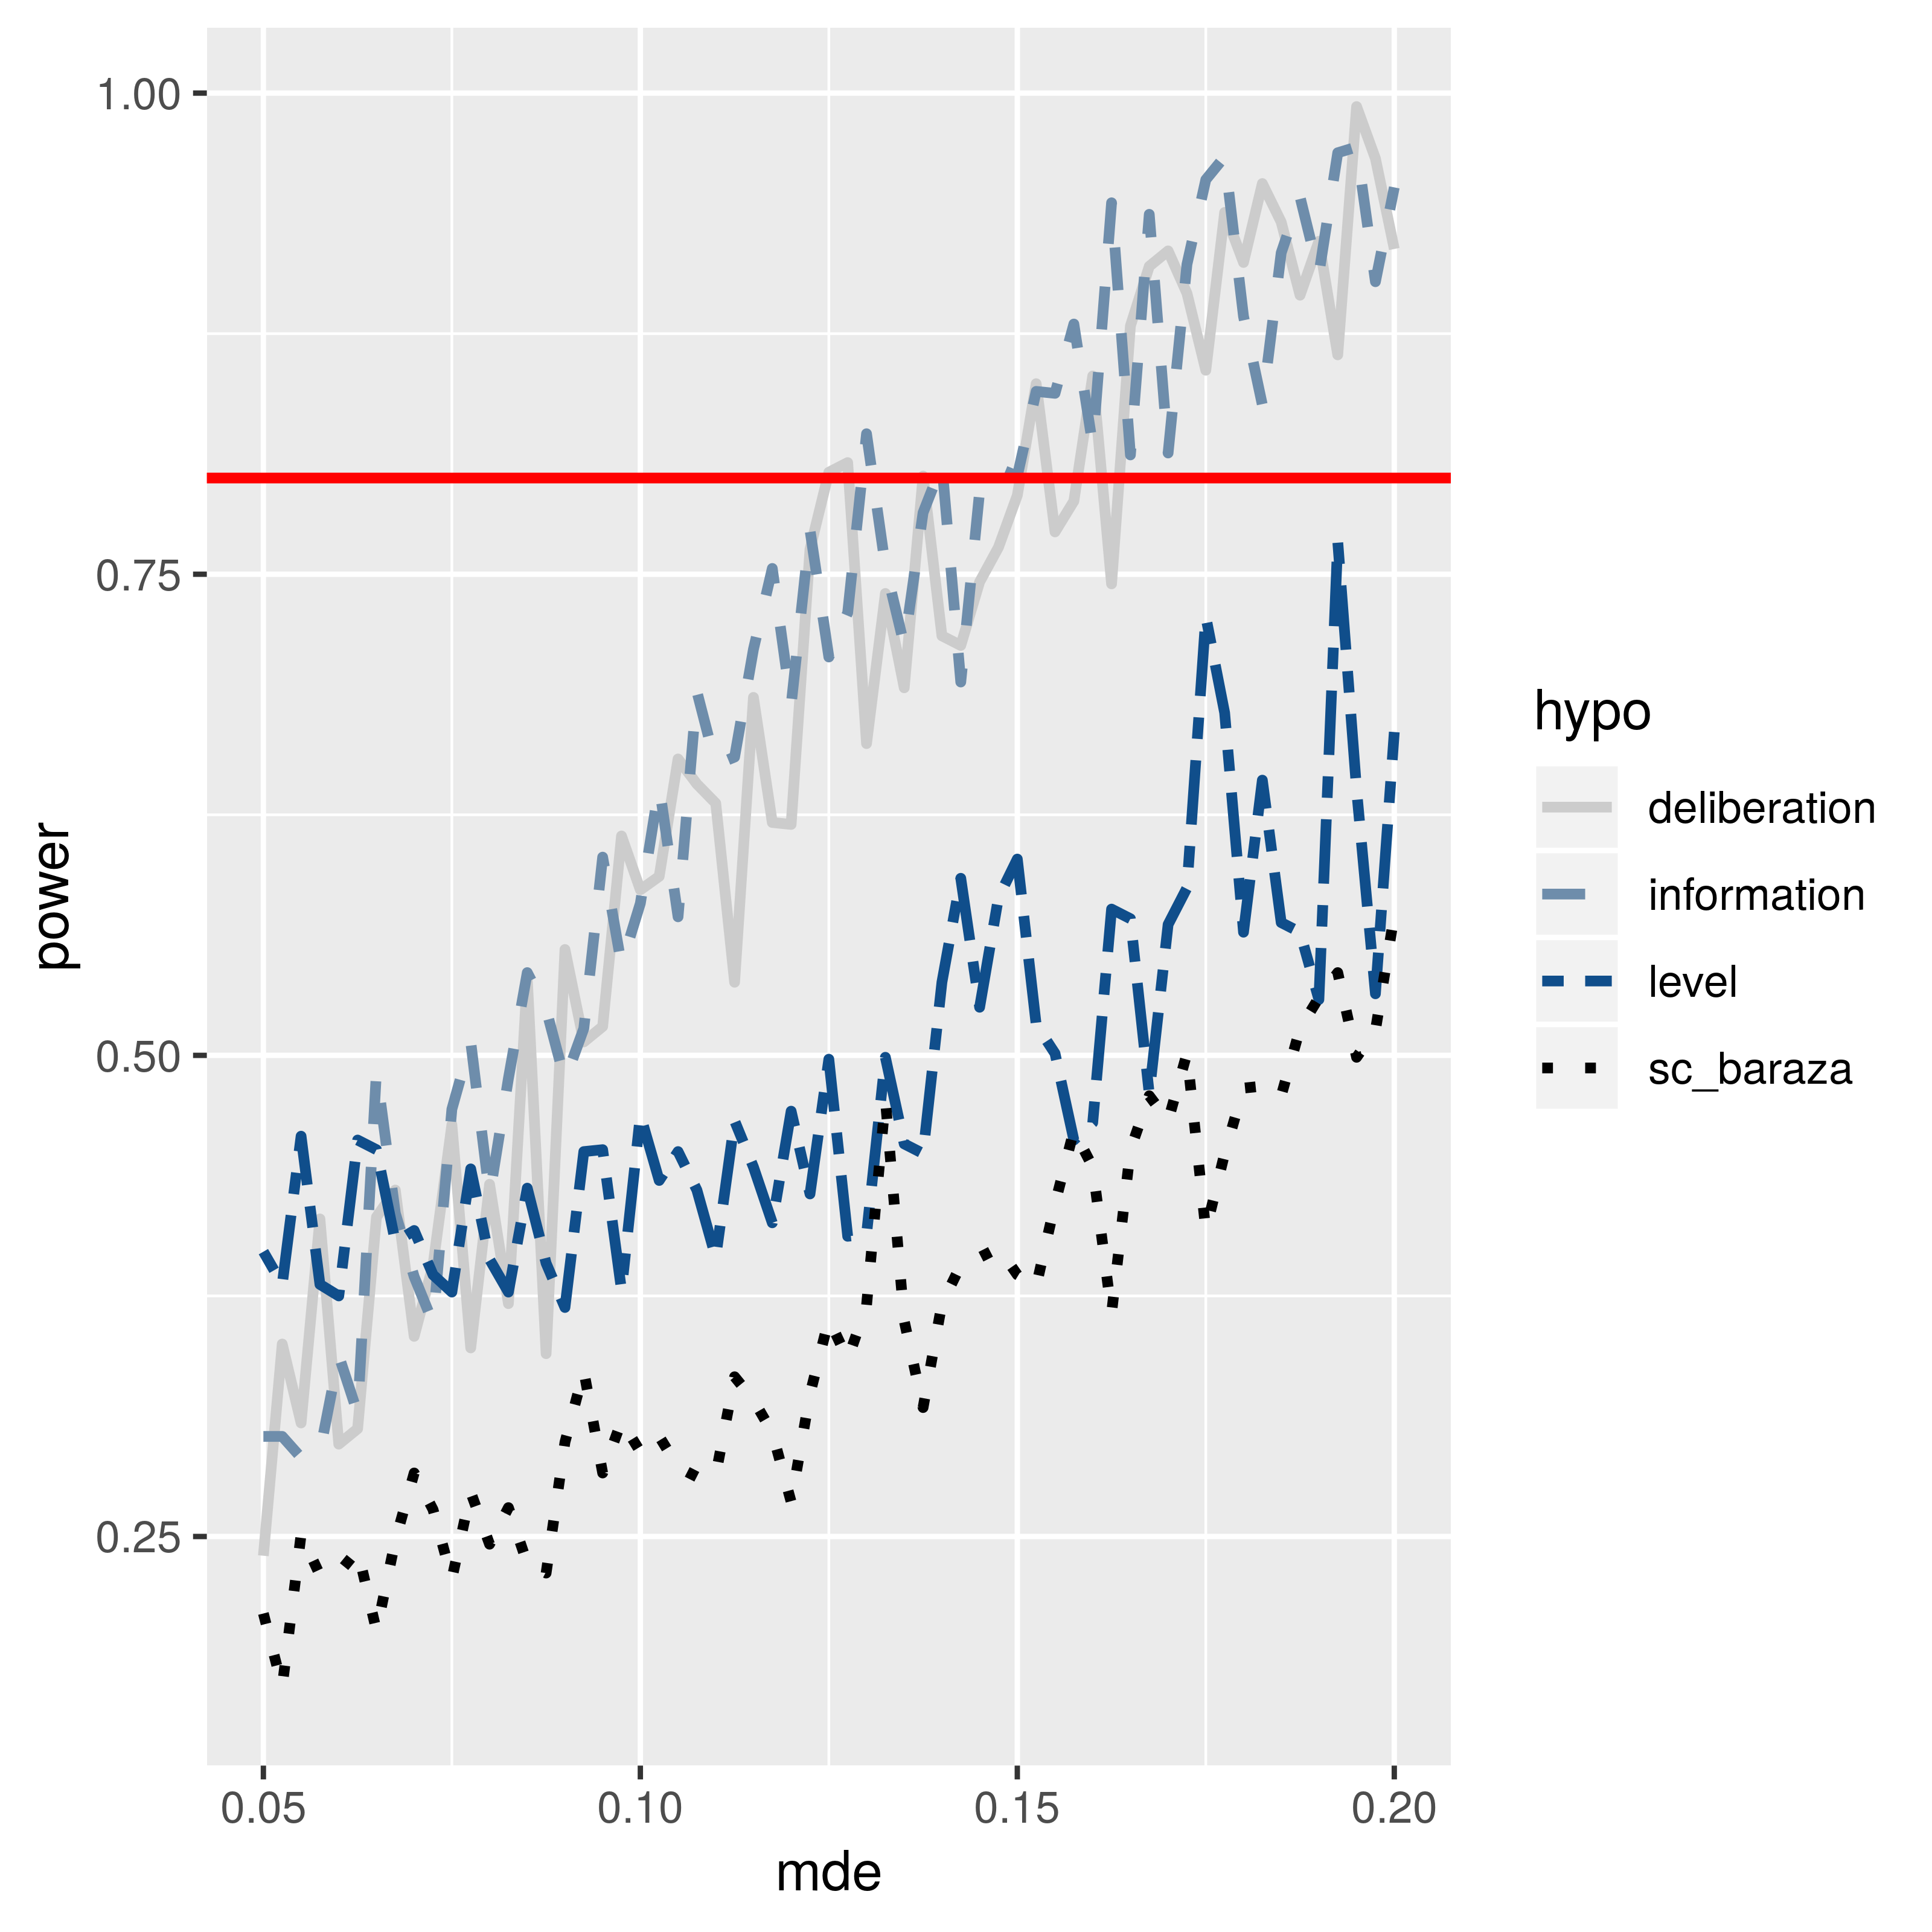 1.00
0.75
0.50
0.25
power
0.05 0.10 0.15 0.20
mde
hypo
deliberation
information
level
sc_baraza